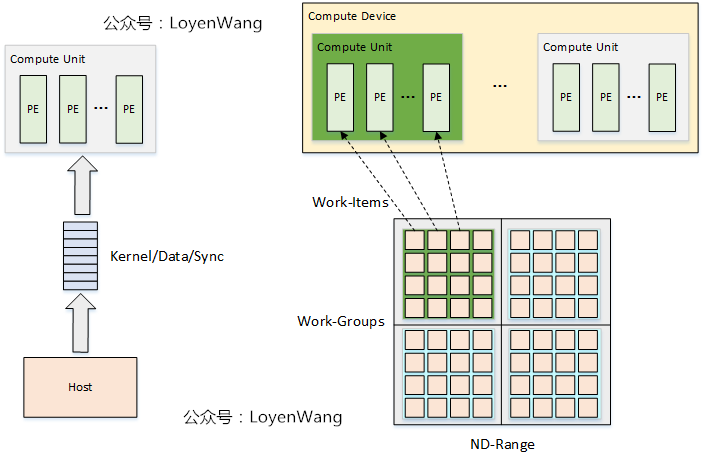 公众号：LoyenWang
Compute Unit
PE
PE
...
PE
Kernel/Data/Sync
Host
Compute Device
Compute Unit
PE
PE
...
PE
...
Compute Unit
PE
PE
...
PE
Work-Items
Work-Groups
ND-Range
公众号：LoyenWang